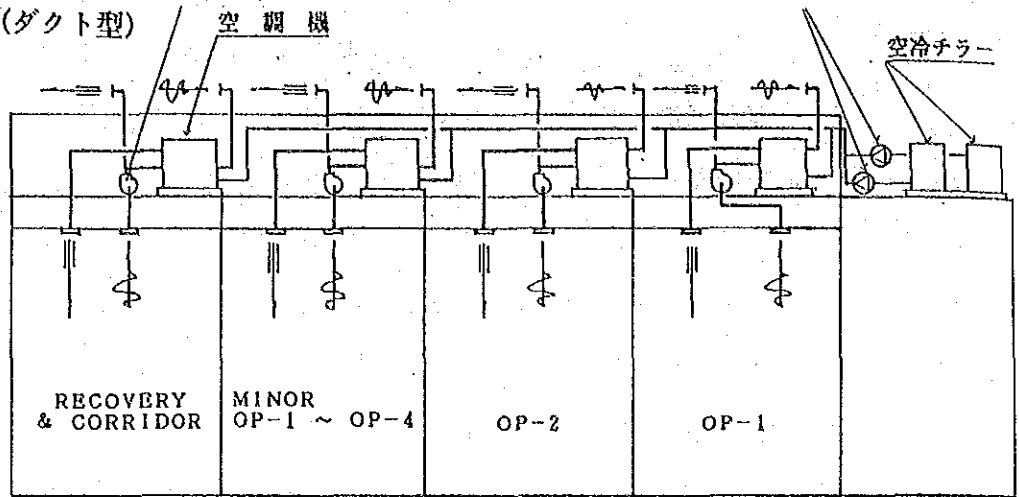 (ダクト型)
空調機
空冷チラー
RECOVERY
& CORRIDOR
MINOR
OP-1 ~ OP-4
OP-2
OP-1